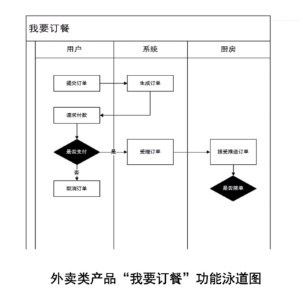 我要订餐
用户
系统
厨房
提交订单
生成订单
请求付款
是否支付
是
受理订单
接受推送订单
否
取消订单
是否接单
外卖类产品“我要订餐”功能泳道图